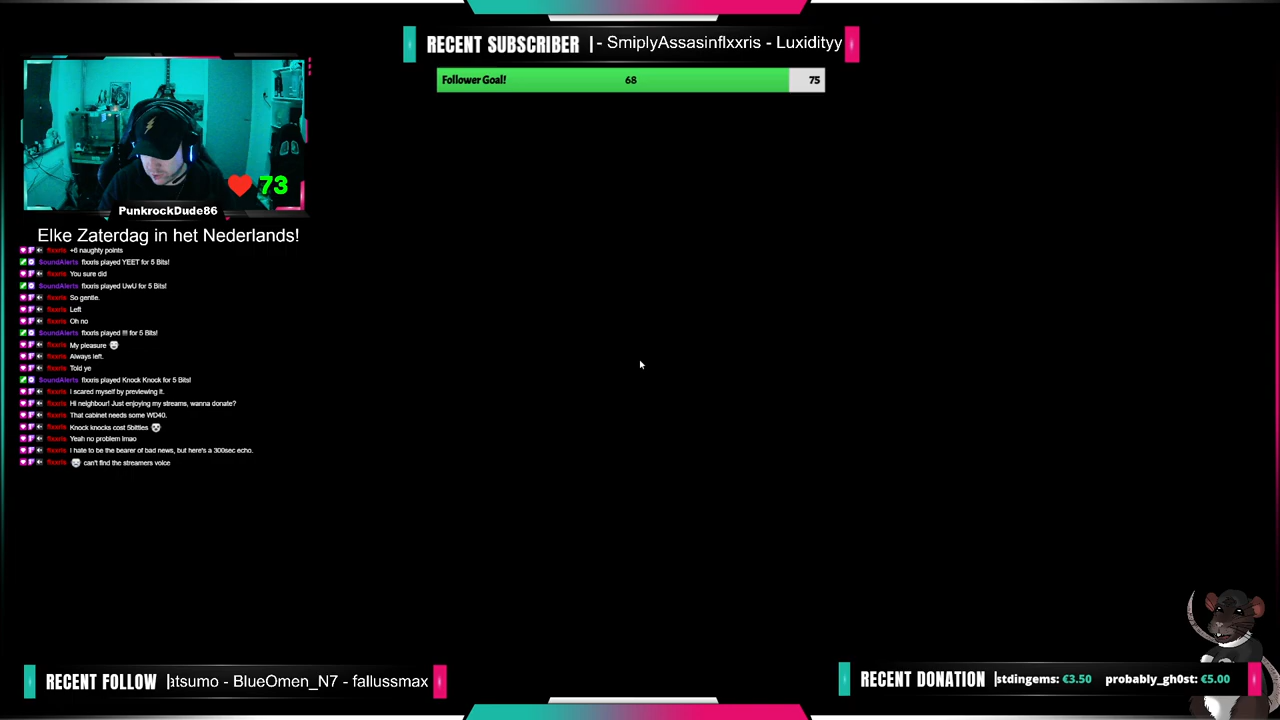 RECENT SUBSCRIBER | - SmiplyAssasinflxxris - Luxidityy
Follower Goal! 68 75
73
PunkrockDude86
Elke Zaterdag in het Nederlands!
flxxris +6 naughty points
SoundAlerts flxxris played YEET for 5 Bits!
flxxris You sure did
SoundAlerts flxxris played UwU for 5 Bits!
flxxris So gentle.
flxxris Left
flxxris Oh no
SoundAlerts flxxris played !!! for 5 Bits!
flxxris My pleasure
flxxris Always left.
flxxris Told ye
SoundAlerts flxxris played Knock Knock for 5 Bits!
flxxris I scared myself by previewing it.
flxxris Hi neighbour! Just enjoying my streams, wanna donate?
flxxris That cabinet needs some WD40.
flxxris Knock knocks cost 5bitties
flxxris Yeah no problem lmao
flxxris I hate to be the bearer of bad news, but here's a 300sec echo.
flxxris can't find the streamers voice
RECENT FOLLOW | atsumo - BlueOmen_N7 - fallussmax
RECENT DONATION | stdingems: €3.50 probably_gh0st: €5.00